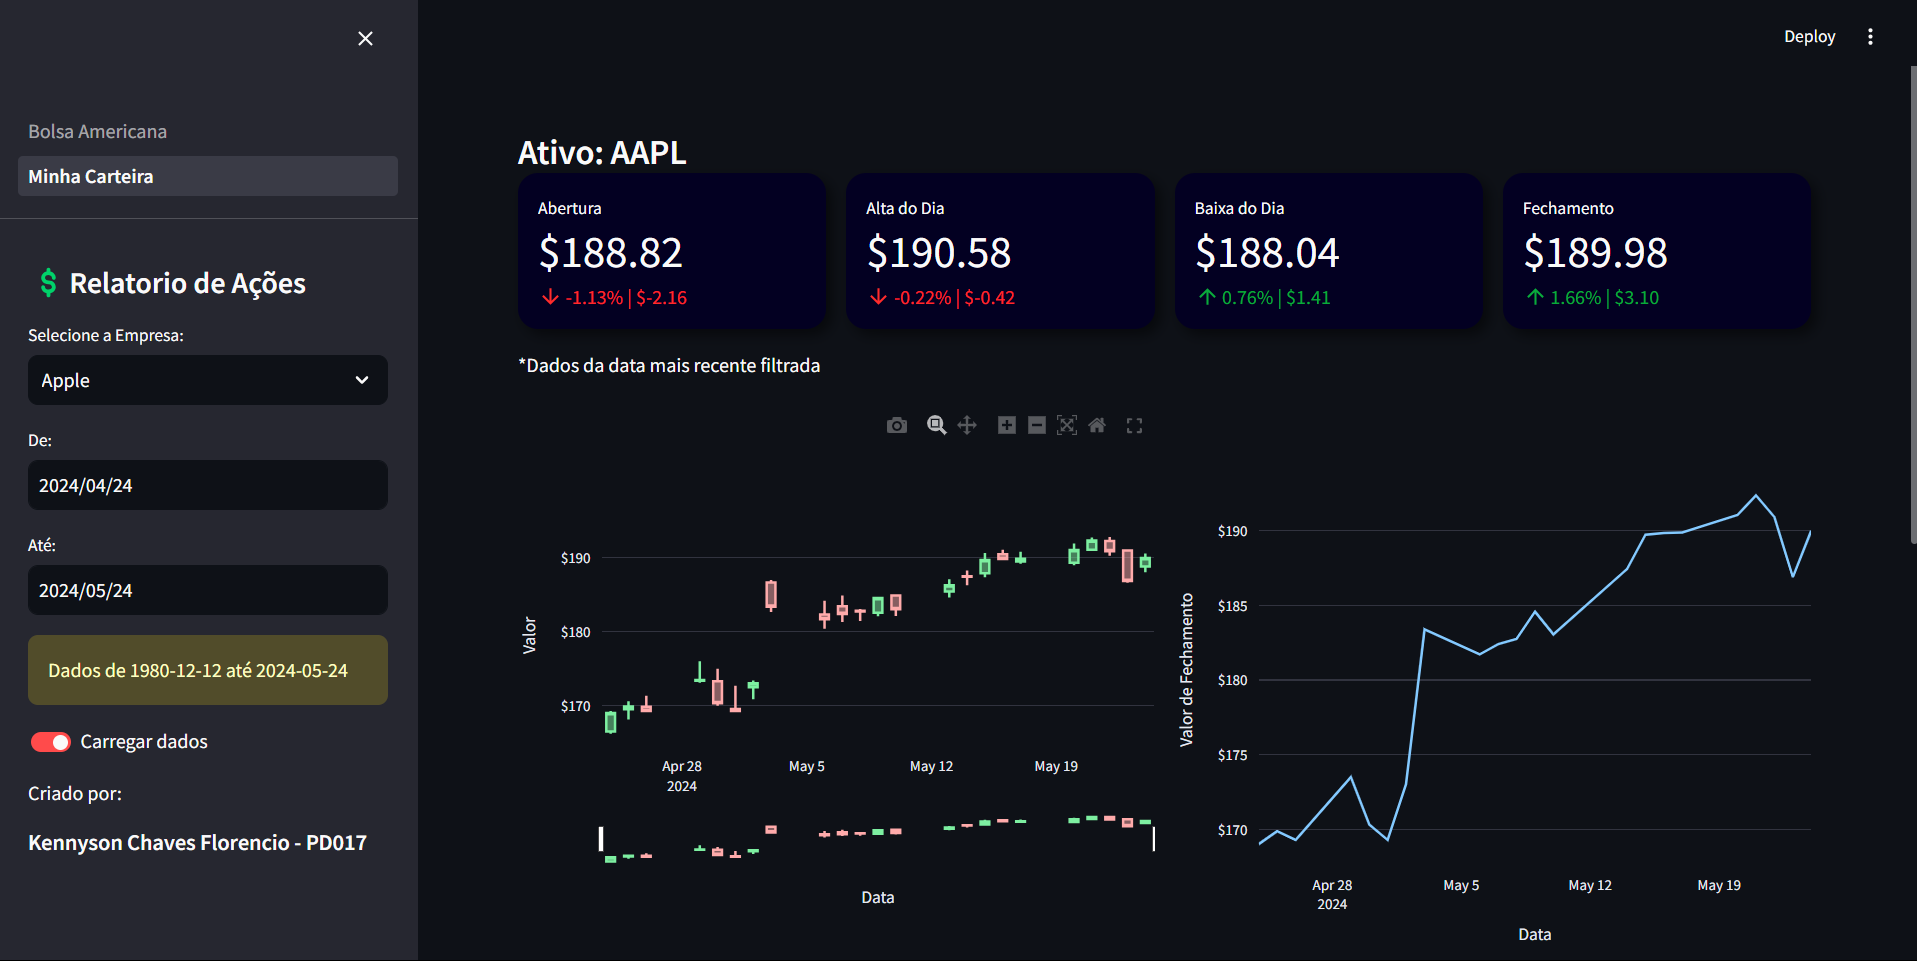 Bolsa Americana
Minha Carteira
Relatorio de Ações
Selecione a Empresa:
Apple
De:
2024/04/24
Até:
2024/05/24
Dados de 1980-12-12 até 2024-05-24
Carregar dados
Criado por:
Kennyson Chaves Florencio - PD017
Deploy
Ativo: AAPL
Abertura
$188.82
-1.13% | $-2.16
Alta do Dia
$190.58
-0.22% | $-0.42
Baixa do Dia
$188.04
0.76% | $1.41
Fechamento
$189.98
1.66% | $3.10
*Dados da data mais recente filtrada
Valor
$190
$180
$170
Apr 28
2024
May 5
May 12
May 19
Data
Valor de Fechamento
$190
$185
$180
$175
$170
Apr 28
2024
May 5
May 12
May 19
Data